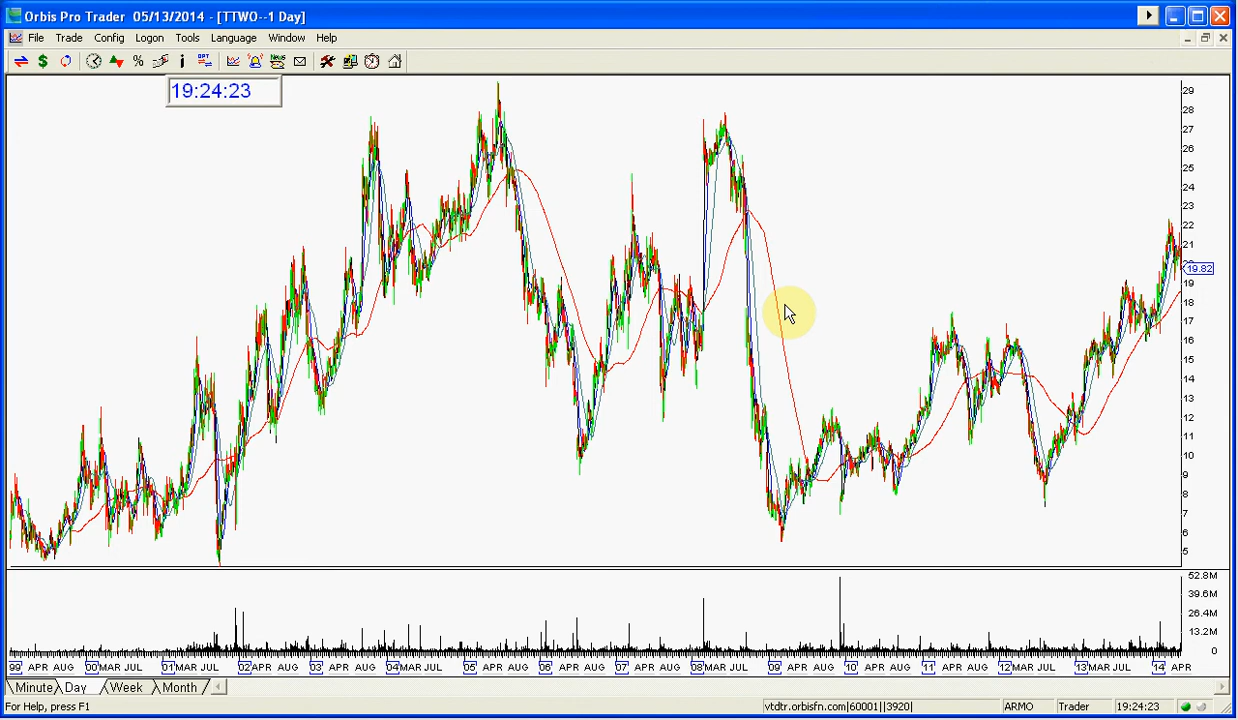 Orbis Pro Trader 05/13/2014 - [TTWO--1 Day]
File Trade Config Logon Tools Language Window Help
$ % i OPT News
19:24:23
29
28
27
26
25
24
23
22
21
19.82
19
18
17
16
15
14
13
12
11
10
9
8
7
6
5
52.8M
39.6M
26.4M
13.2M
0
99 APR AUG 00 MAR JUL 01 MAR JUL 02 APR AUG 03 APR AUG 04 MAR JUL 05 APR AUG 06 APR AUG 07 APR AUG 08 MAR JUL 09 APR AUG 10 APR AUG 11 APR AUG 12 MAR JUL 13 MAR JUL 14 APR
Minute Day Week Month
For Help, press F1 vtdtr.orbisfn.com|60001||3920| ARMO Trader 19:24:23